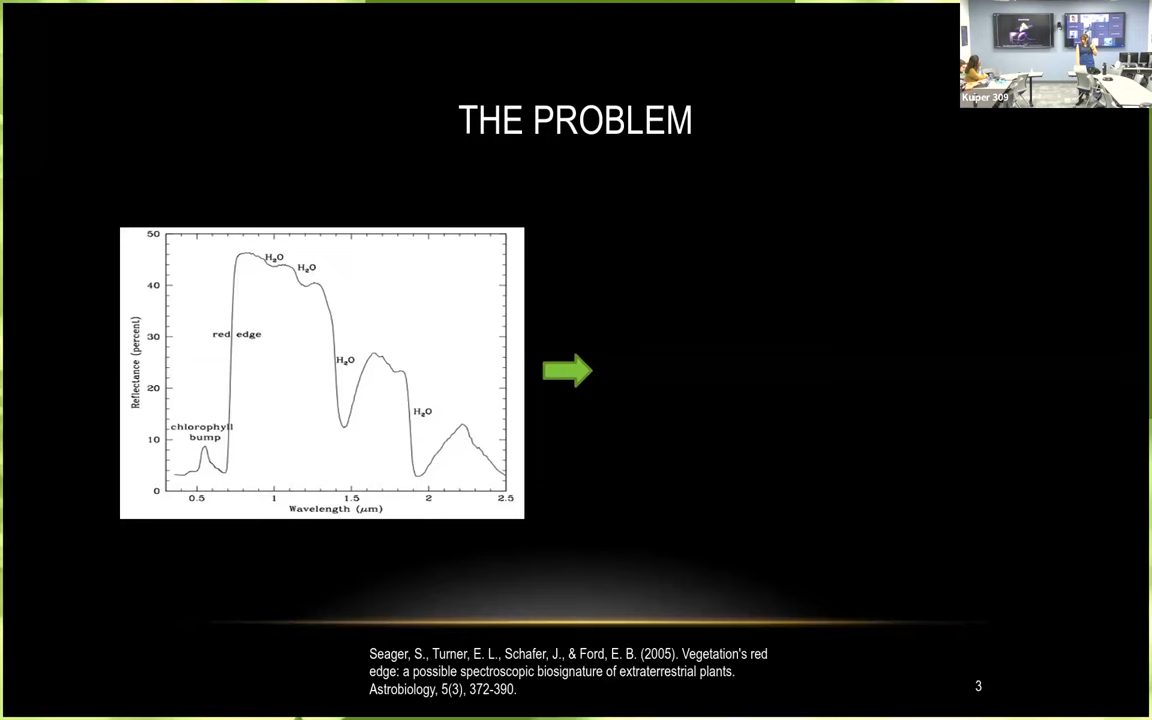 Kuiper 309
THE PROBLEM
50
40
30
20
10
0
Reflectance (percent)
H₂O
H₂O
red edge
H₂O
H₂O
chlorophyll
bump
0.5
1
1.5
2
2.5
Wavelength (μm)
Seager, S., Turner, E. L., Schafer, J., & Ford, E. B. (2005). Vegetation's red
edge: a possible spectroscopic biosignature of extraterrestrial plants.
Astrobiology, 5(3), 372-390.
3